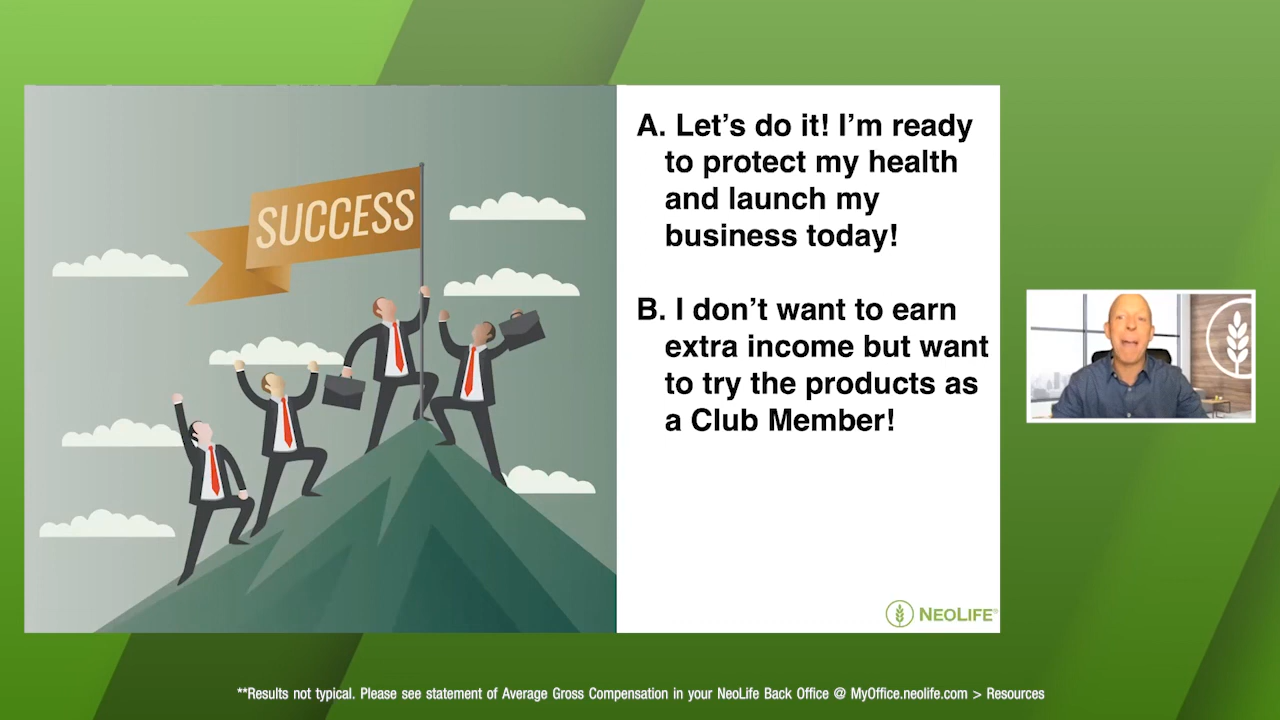 SUCCESS
A. Let's do it! I'm ready
to protect my health
and launch my
business today!
B. I don't want to earn
extra income but want
to try the products as
a Club Member!
NEOLIFE®
**Results not typical. Please see statement of Average Gross Compensation in your NeoLife Back Office @ MyOffice.neolife.com > Resources